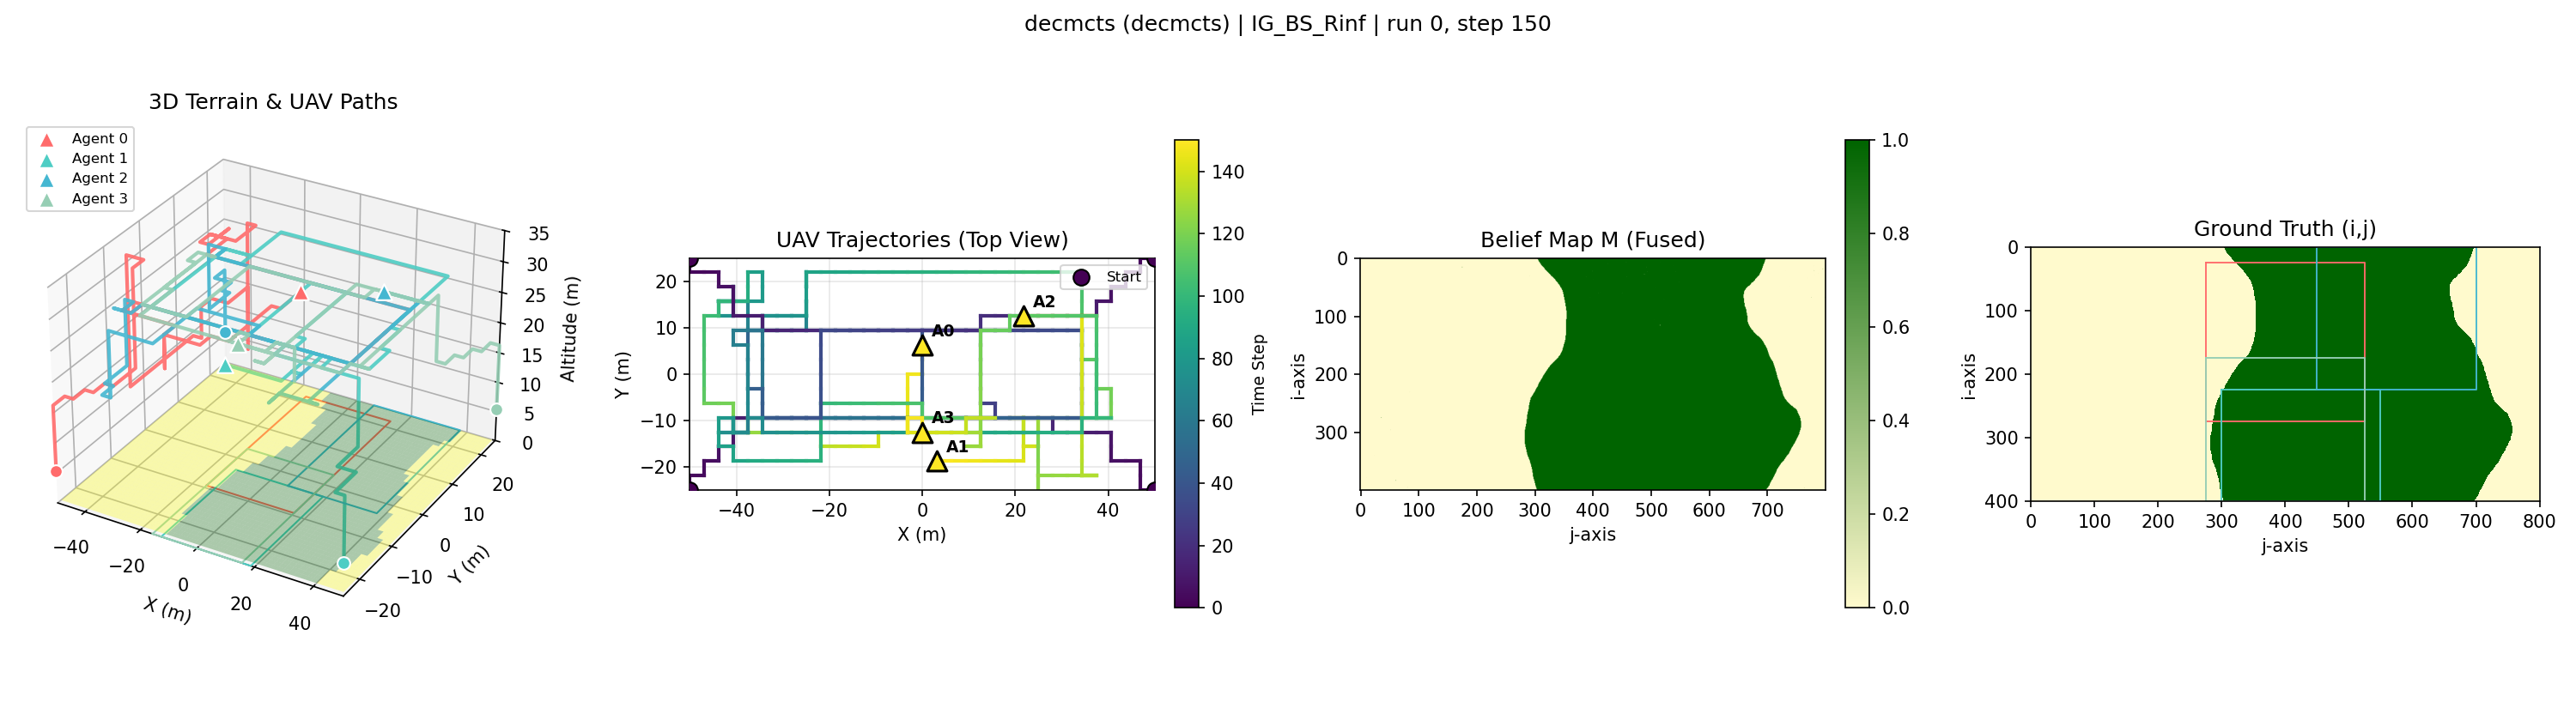 decmcts (decmcts) | IG_BS_Rinf | run 0, step 150
3D Terrain & UAV Paths
Agent 0
Agent 1
Agent 2
Agent 3
35
30
25
20
15
10
5
0
Altitude (m)
−40
−20
0
20
40
X (m)
20
10
0
−10
−20
Y (m)
UAV Trajectories (Top View)
Start
A2
A0
A3
A1
20
10
0
−10
−20
Y (m)
−40
−20
0
20
40
X (m)
140
120
100
80
60
40
20
0
Time Step
Belief Map M (Fused)
0
100
200
300
i-axis
0
100
200
300
400
500
600
700
j-axis
1.0
0.8
0.6
0.4
0.2
0.0
Ground Truth (i,j)
0
100
200
300
400
i-axis
0
100
200
300
400
500
600
700
800
j-axis